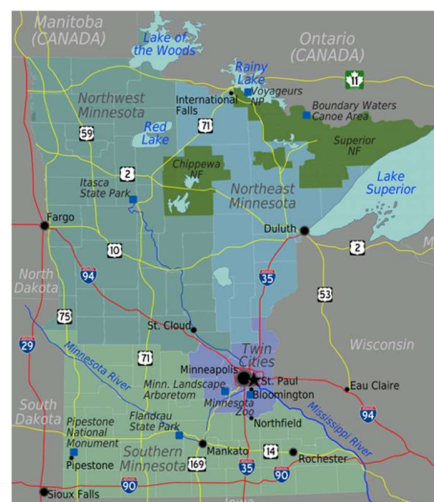 Manitoba
(CANADA)
Lake of
the Woods
Ontario
(CANADA)
Rainy
Lake
11
Voyageurs
NP
International
Falls
Northwest
Minnesota
Boundary Waters
Canoe Area
59
71
Red
Lake
Superior
NF
2
Chippewa
NF
Itasca
State Park
Northeast
Minnesota
Lake
Superior
Fargo
Duluth
10
2
M
94
35
53
North
Dakota
75
St. Cloud
Wisconsin
29
Minnesota River
71
Twin
Cities
Minneapolis
St. Paul
Minn. Landscape
Arboretom
Bloomington
Minnesota
Zoo
Eau Claire
94
South
Dakota
Flandrau
State Park
Northfield
Mississippi River
Pipestone
National
Monument
Mankato
14
Pipestone
Southern
Minnesota
169
35
90
Rochester
90
Sioux Falls
Iowa